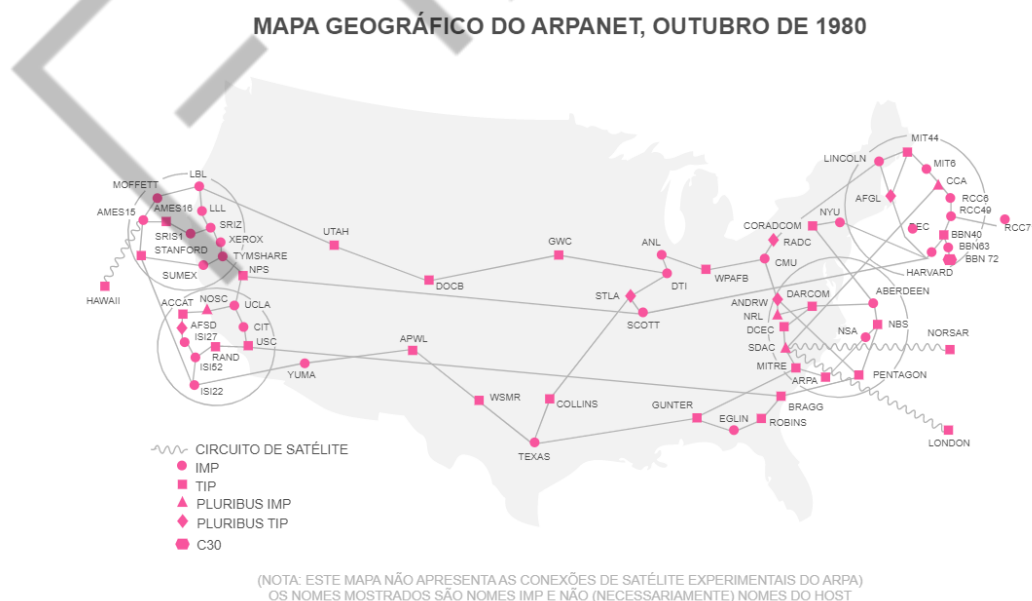 MAPA GEOGRÁFICO DO ARPANET, OUTUBRO DE 1980
MIT44
LINCOLN
MIT6
CCA
AFGL
RCC6
RCC49
RCC7
DEC
BBN40
BBN63
BBN 72
HARVARD
NYU
CORADCOM
RADC
CMU
WPAFB
ANL
DTI
GWC
STLA
SCOTT
ANDRW
DARCOM
NRL
DCEC
SDAC
MITRE
ARPA
ABERDEEN
NBS
NSA
NORSAR
PENTAGON
LONDON
BRAGG
ROBINS
EGLIN
GUNTER
COLLINS
TEXAS
WSMR
APWL
YUMA
UTAH
DOCB
MOFFETT
LBL
AMES15
AMES16
LLL
SRIZ
SRIS1
XEROX
STANFORD
TYMSHARE
SUMEX
NPS
HAWAII
ACCAT
NOSC
UCLA
AFSD
CIT
ISI27
USC
RAND
ISI52
ISI22
CIRCUITO DE SATÉLITE
IMP
TIP
PLURIBUS IMP
PLURIBUS TIP
C30
(NOTA: ESTE MAPA NÃO APRESENTA AS CONEXÕES DE SATÉLITE EXPERIMENTAIS DO ARPA)
OS NOMES MOSTRADOS SÃO NOMES IMP E NÃO (NECESSARIAMENTE) NOMES DO HOST